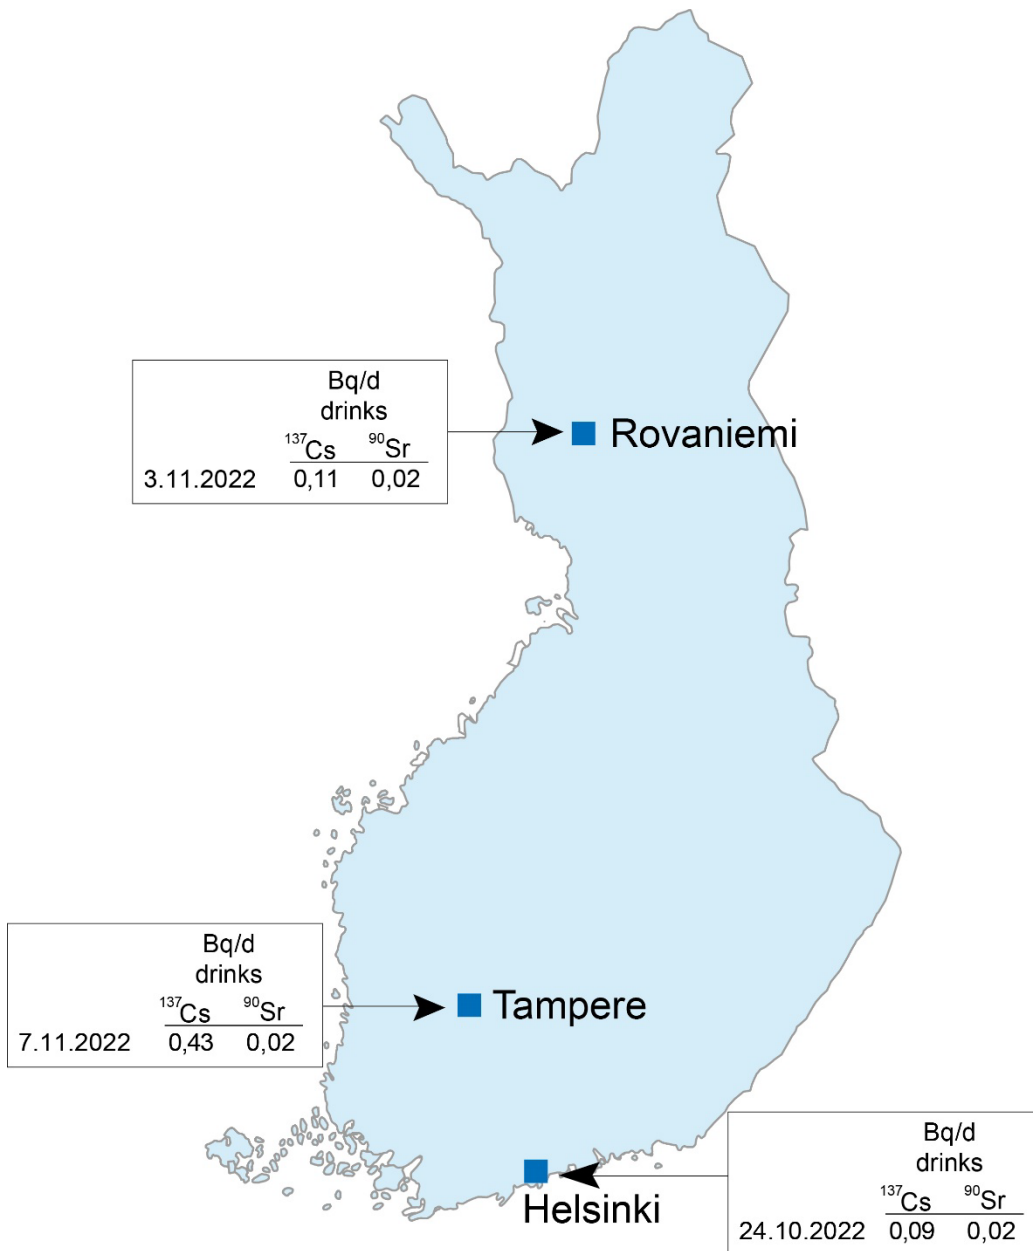 Bq/d
drinks
¹³⁷Cs ⁹⁰Sr
3.11.2022 0,11 0,02
Rovaniemi
Bq/d
drinks
¹³⁷Cs ⁹⁰Sr
7.11.2022 0,43 0,02
Tampere
Bq/d
drinks
¹³⁷Cs ⁹⁰Sr
24.10.2022 0,09 0,02
Helsinki